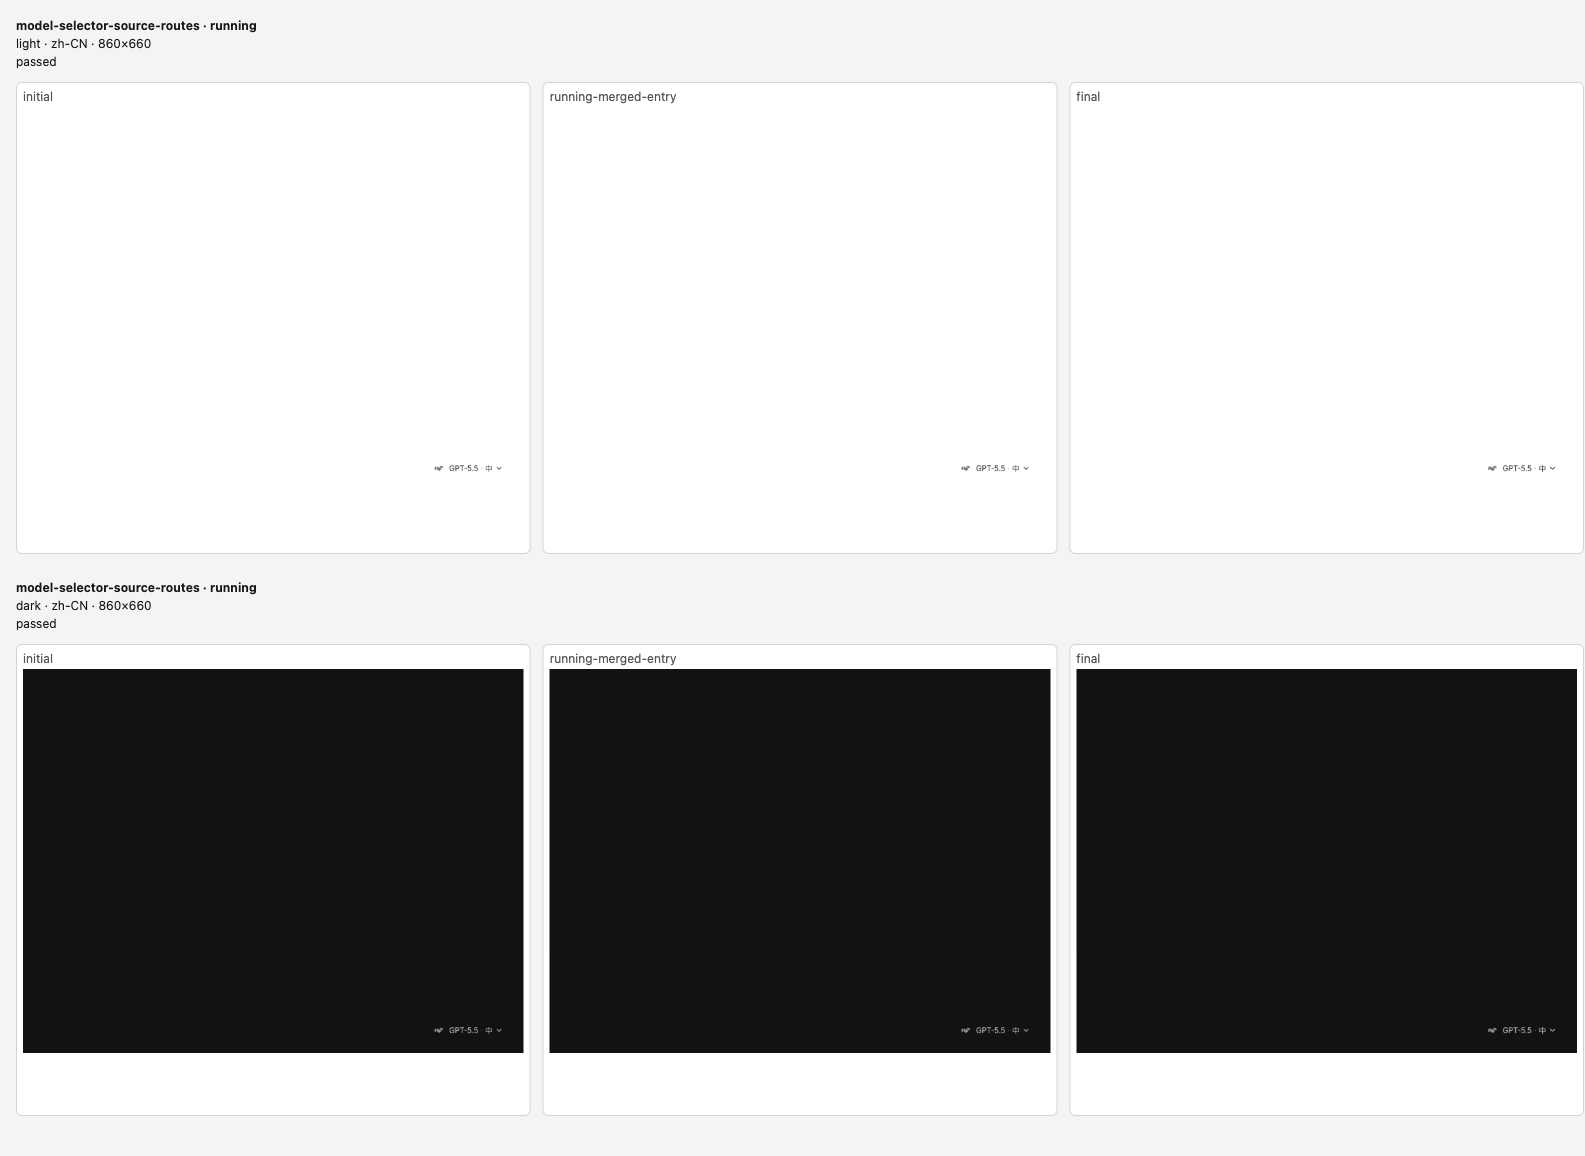 model-selector-source-routes · running
light · zh-CN · 860×660
passed
initial
running-merged-entry
final
GPT-5.5 · 中
GPT-5.5 · 中
GPT-5.5 · 中
model-selector-source-routes · running
dark · zh-CN · 860×660
passed
initial
running-merged-entry
final
GPT-5.5 · 中
GPT-5.5 · 中
GPT-5.5 · 中